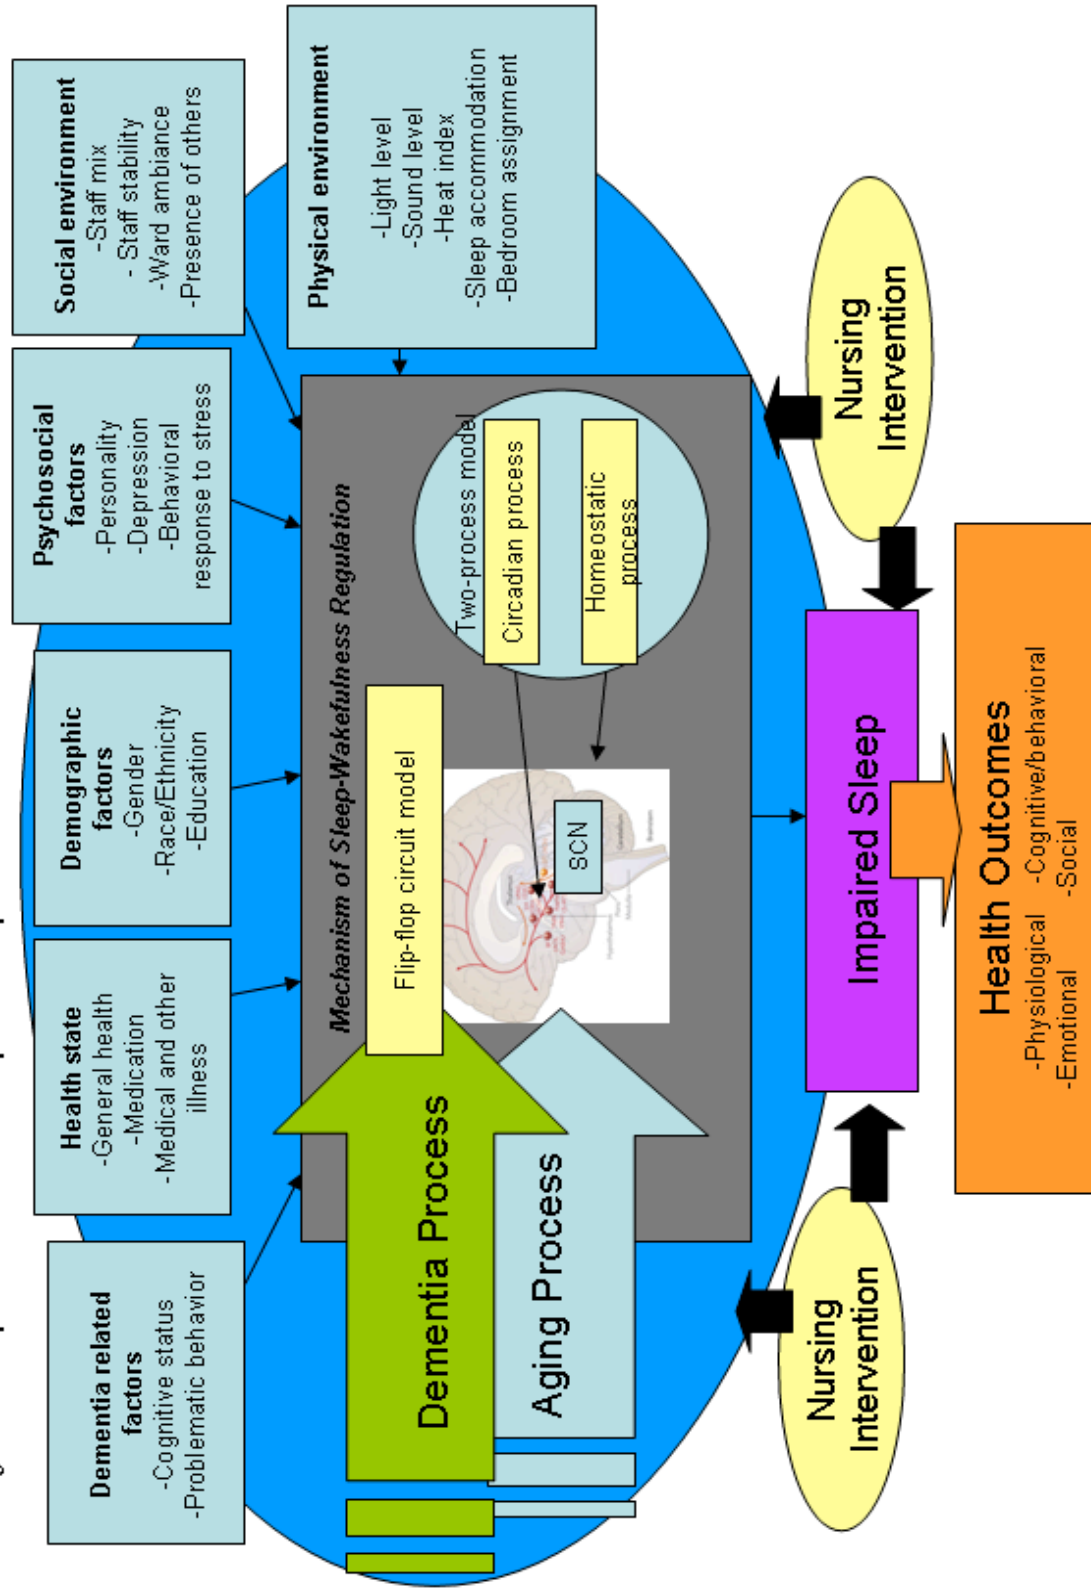 Dementia related
factors
-Cognitive status
-Problematic behavior
Health state
-General health
-Medication
-Medical and other
illness
Demographic
factors
-Gender
-Race/Ethnicity
-Education
Psychosocial
factors
-Personality
-Depression
-Behavioral
response to stress
Social environment
-Staff mix
- Staff stability
-Ward ambiance
-Presence of others
Physical environment
-Light level
-Sound level
-Heat index
-Sleep accommodation
-Bedroom assignment
Mechanism of Sleep-Wakefulness Regulation
Flip-flop circuit model
Two-process model
Circadian process
Homeostatic
process
SCN
Dementia Process
Aging Process
Impaired Sleep
Nursing
Intervention
Nursing
Intervention
Health Outcomes
-Physiological -Cognitive/behavioral
-Emotional -Social